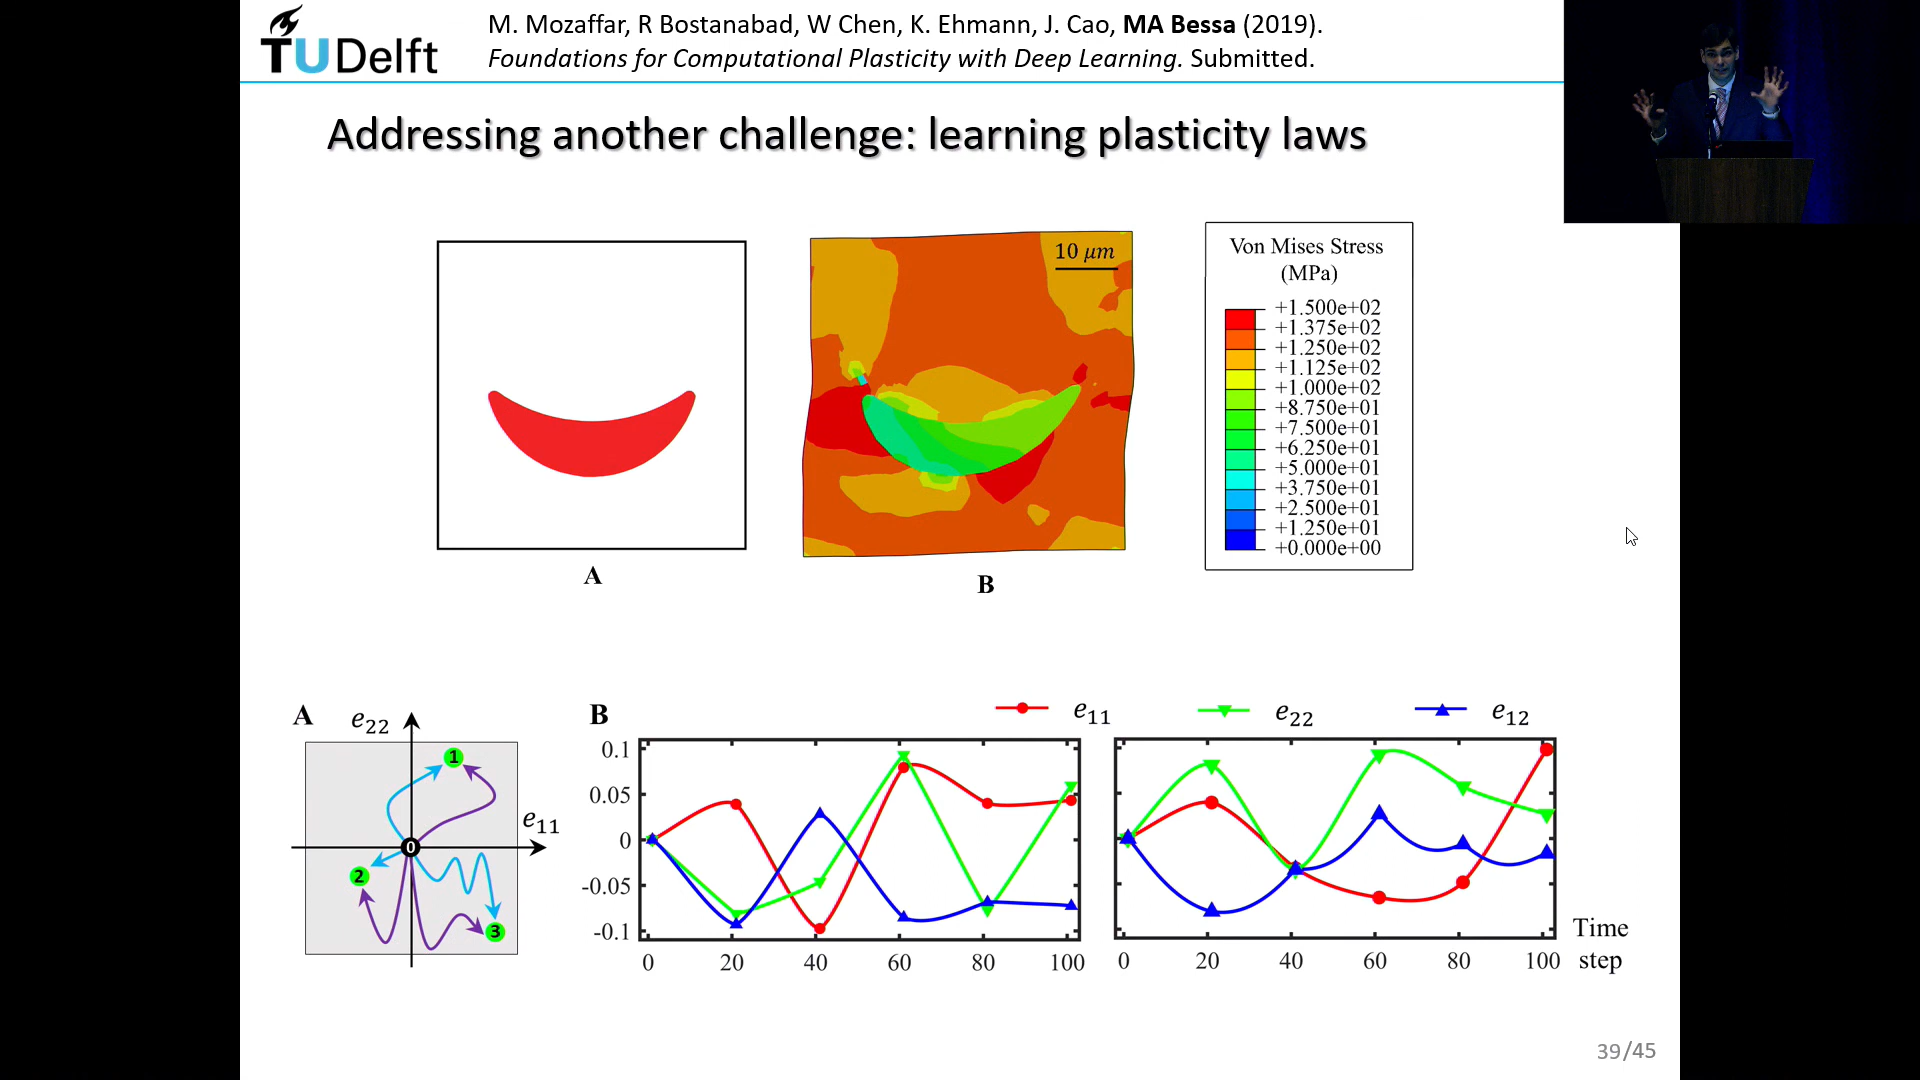 TUDelft
M. Mozaffar, R Bostanabad, W Chen, K. Ehmann, J. Cao, MA Bessa (2019).
Foundations for Computational Plasticity with Deep Learning. Submitted.
Addressing another challenge: learning plasticity laws
10 μm
Von Mises Stress
(MPa)
+1.500e+02
+1.375e+02
+1.250e+02
+1.125e+02
+1.000e+02
+8.750e+01
+7.500e+01
+6.250e+01
+5.000e+01
+3.750e+01
+2.500e+01
+1.250e+01
+0.000e+00
A
B
A
e22
1
e11
0
2
3
B
e11
e22
e12
0.1
0.05
0
-0.05
-0.1
0 20 40 60 80 100
0 20 40 60 80 100
Time
step
39/45